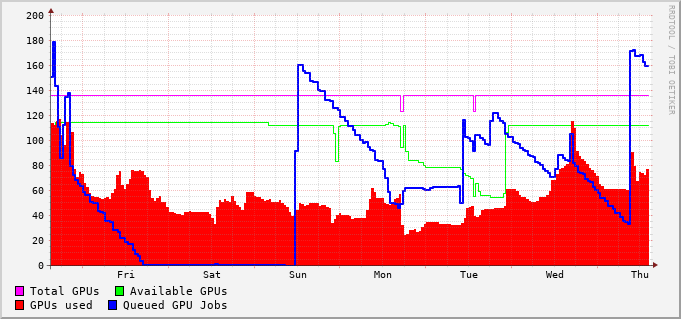 200
180
160
140
120
100
80
60
40
20
0
Fri Sat Sun Mon Tue Wed Thu
Total GPUs Available GPUs
GPUs used Queued GPU Jobs
RRDTOOL / TOBI OETIKER